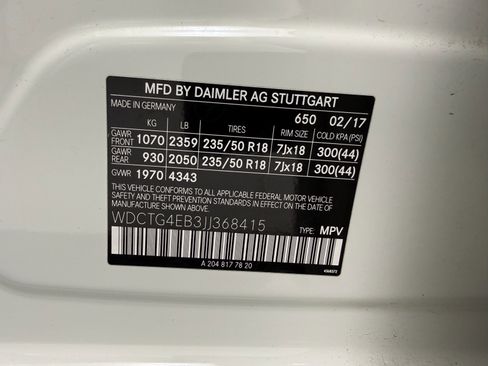 MFD BY DAIMLER AG STUTTGART
MADE IN GERMANY 650 02/17
KG LB TIRES RIM SIZE COLD KPA (PSI)
GAWR FRONT 1070 2359 235/50 R18 7Jx18 300(44)
GAWR REAR 930 2050 235/50 R18 7Jx18 300(44)
GVWR 1970 4343
THIS VEHICLE CONFORMS TO ALL APPLICABLE FEDERAL MOTOR VEHICLE
SAFETY AND THEFT PREVENTION STANDARDS IN EFFECT ON THE DATE OF
MANUFACTURE SHOWN ABOVE.
WDCTG4EB3JJ368415
TYPE: MPV
A 204 817 78 20